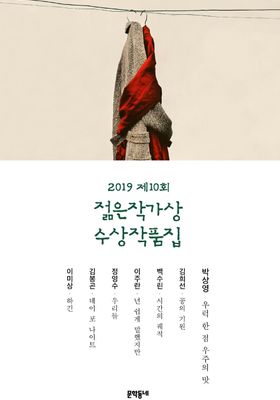 2019 제10회
젊은작가상
수상작품집
박상영 우럭 한 점 우주의 맛
김희선 공의 기원
백수린 시간의 궤적
이주란 넌 쉽게 말했지만
정영수 우리들
김봉곤 데이 포 나이트
이미상 하긴
문학동네